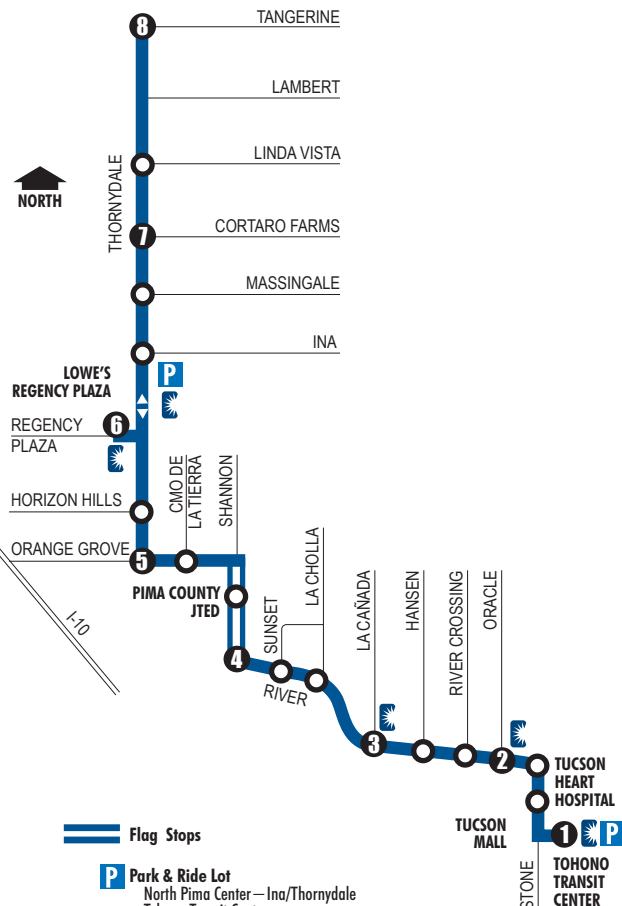 8
TANGERINE
LAMBERT
LINDA VISTA
NORTH
THORNYDALE
7
CORTARO FARMS
MASSINGALE
INA
LOWE'S
REGENCY PLAZA
P
6
REGENCY
PLAZA
HORIZON HILLS
CMO DE
LA TIERRA
SHANNON
ORANGE GROVE
5
PIMA COUNTY
JTED
I-10
4
SUNSET
LA CHOLLA
RIVER
LA CAÑADA
HANSEN
RIVER CROSSING
ORACLE
3
2
TUCSON
HEART
HOSPITAL
TUCSON
MALL
1
P
TOHONO
TRANSIT
CENTER
STONE
Flag Stops
P Park & Ride Lot
North Pima Center—Ina/Thornydale